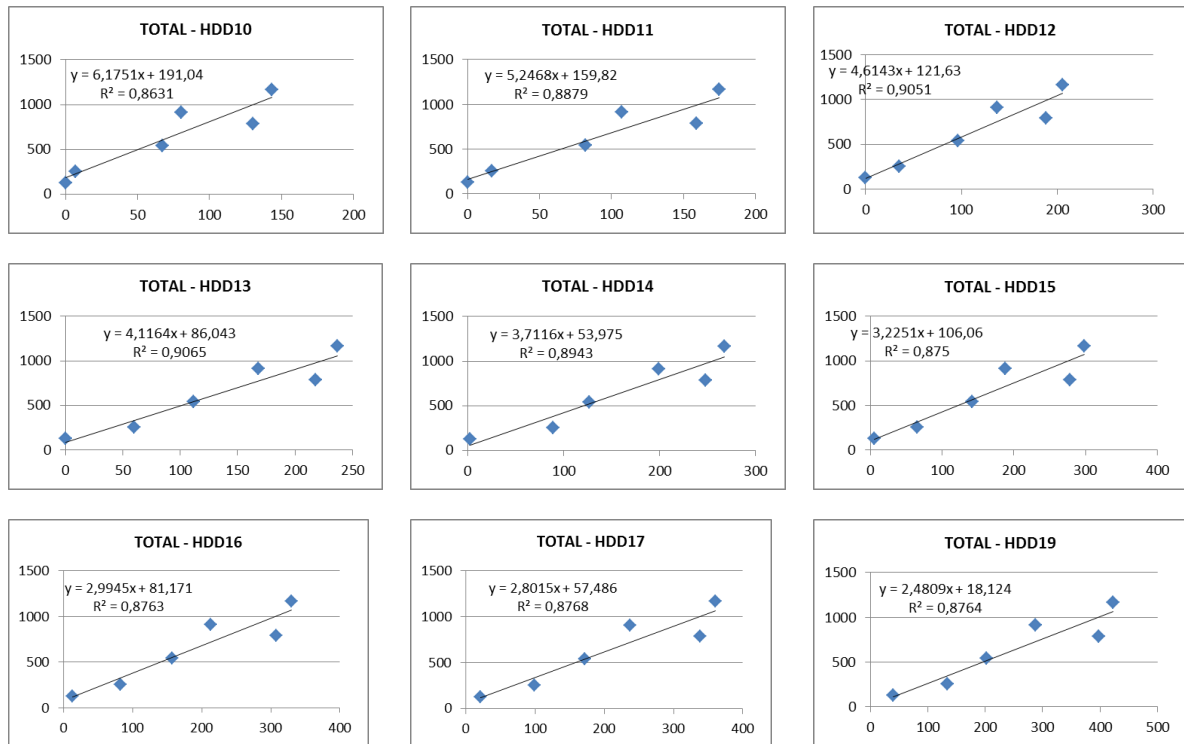 TOTAL - HDD10
y = 6,1751x + 191,04
R² = 0,8631
1500
1000
500
0
0 50 100 150 200
TOTAL - HDD11
y = 5,2468x + 159,82
R² = 0,8879
1500
1000
500
0
0 50 100 150 200
TOTAL - HDD12
y = 4,6143x + 121,63
R² = 0,9051
1500
1000
500
0
0 100 200 300
TOTAL - HDD13
y = 4,1164x + 86,043
R² = 0,9065
1500
1000
500
0
0 50 100 150 200 250
TOTAL - HDD14
y = 3,7116x + 53,975
R² = 0,8943
1500
1000
500
0
0 100 200 300
TOTAL - HDD15
y = 3,2251x + 106,06
R² = 0,875
1500
1000
500
0
0 100 200 300 400
TOTAL - HDD16
y = 2,9945x + 81,171
R² = 0,8763
1500
1000
500
0
0 100 200 300 400
TOTAL - HDD17
y = 2,8015x + 57,486
R² = 0,8768
1500
1000
500
0
0 100 200 300 400
TOTAL - HDD19
y = 2,4809x + 18,124
R² = 0,8764
1500
1000
500
0
0 100 200 300 400 500